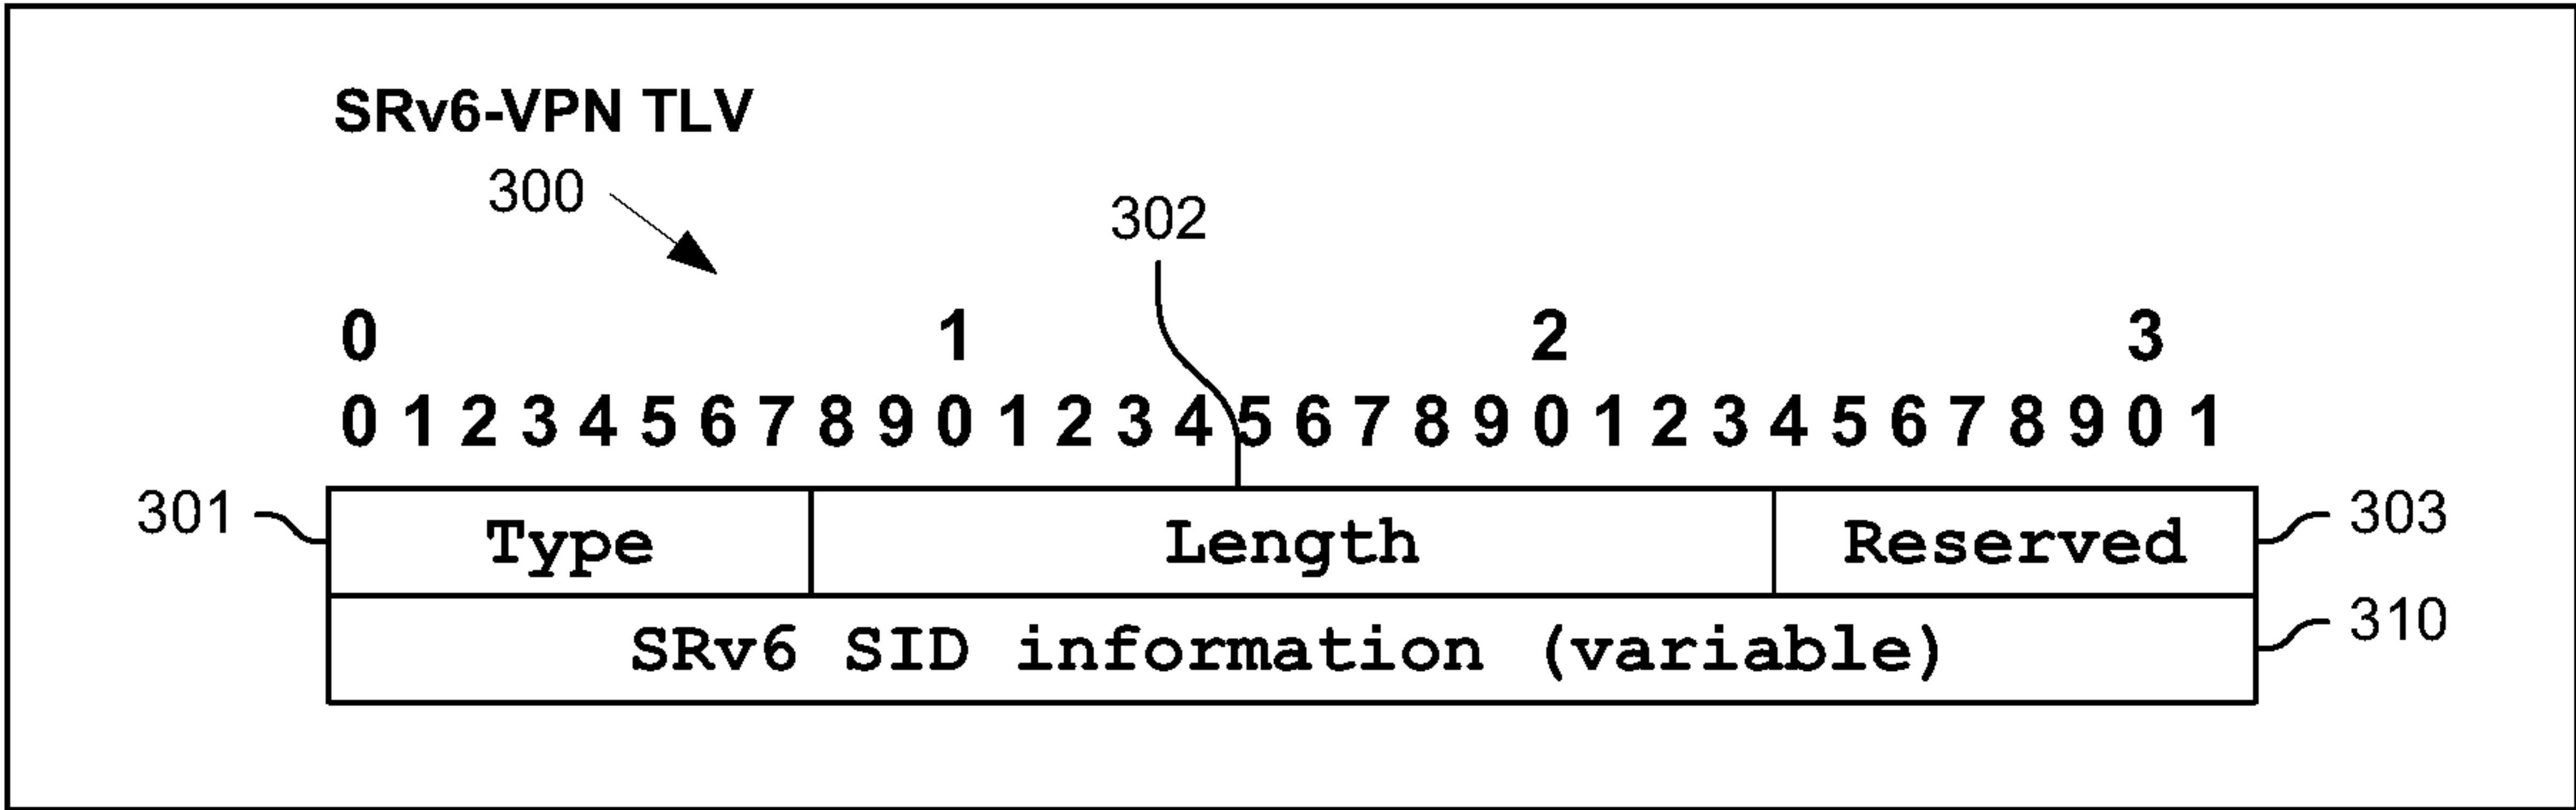 SRv6-VPN TLV
300
302
0 1 2 3
0 1 2 3 4 5 6 7 8 9 0 1 2 3 4 5 6 7 8 9 0 1 2 3 4 5 6 7 8 9 0 1
301 Type Length Reserved 303
SRv6 SID information (variable) 310